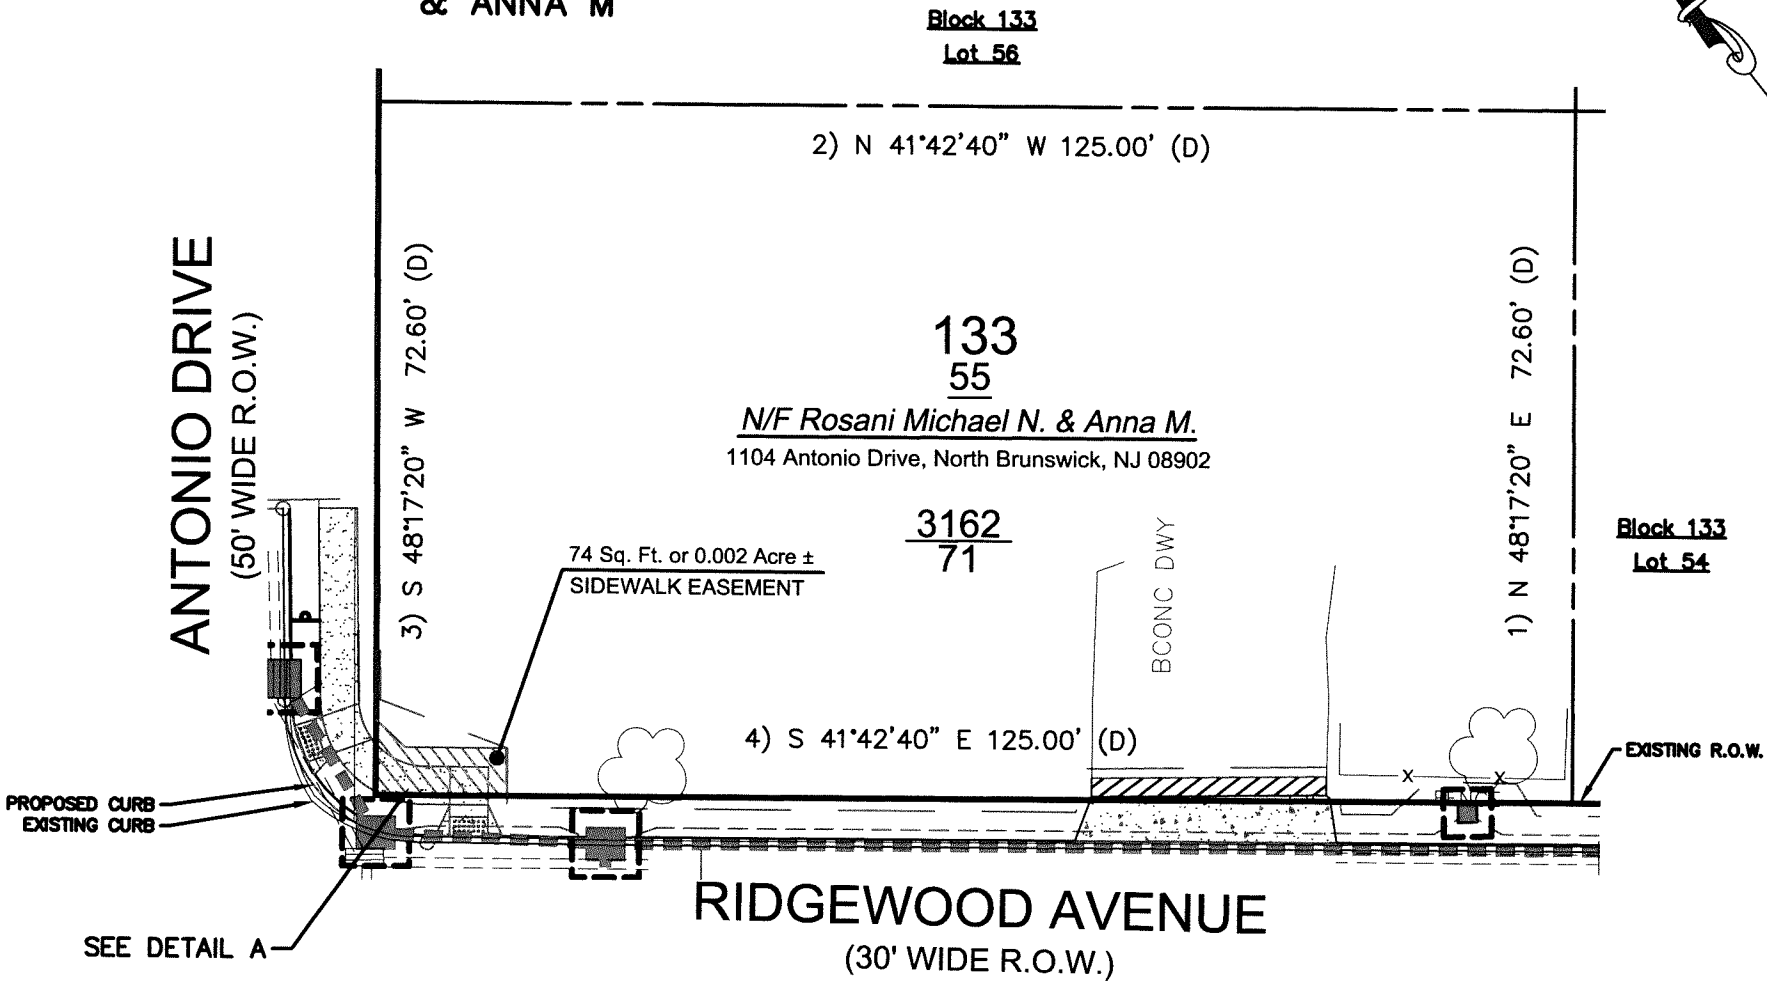 & ANNA M
Block 133
Lot 56
2) N 41°42'40" W 125.00' (D)
ANTONIO DRIVE
(50' WIDE R.O.W.)
3) S 48°17'20" W 72.60' (D)
133
55
N/F Rosani Michael N. & Anna M.
1104 Antonio Drive, North Brunswick, NJ 08902
3162
71
1) N 48°17'20" E 72.60' (D)
Block 133
Lot 54
74 Sq. Ft. or 0.002 Acre ±
SIDEWALK EASEMENT
BCONC DWY
4) S 41°42'40" E 125.00' (D)
EXISTING R.O.W.
X
X
PROPOSED CURB
EXISTING CURB
SEE DETAIL A
RIDGEWOOD AVENUE
(30' WIDE R.O.W.)